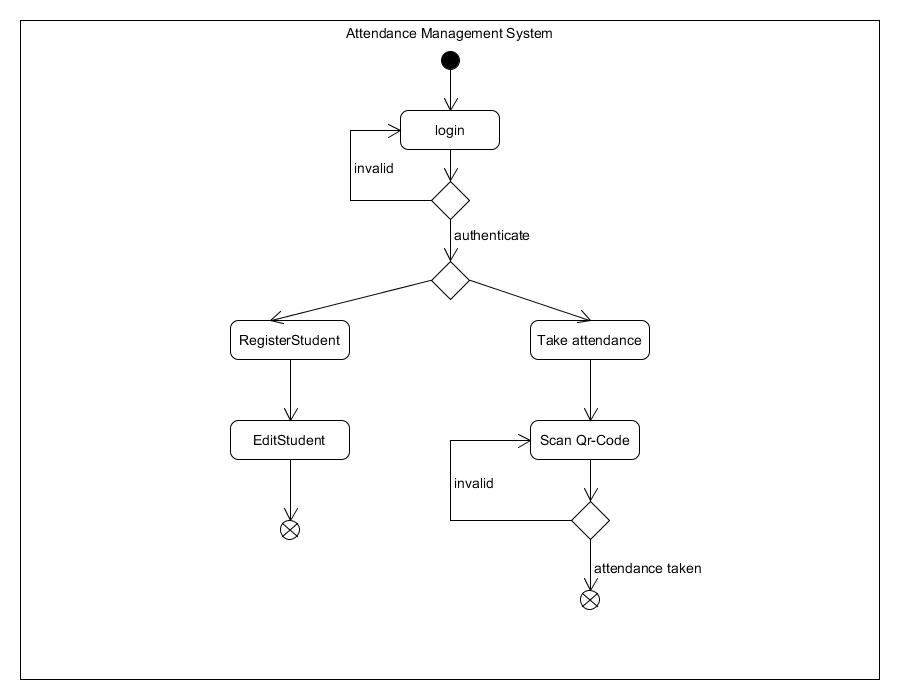 Attendance Management System
login
invalid
authenticate
RegisterStudent
Take attendance
EditStudent
Scan Qr-Code
invalid
attendance taken